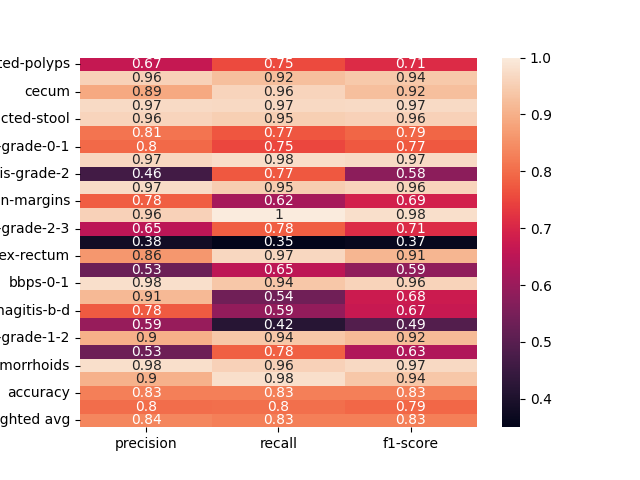 ted-polyps 0.67 0.75 0.71
0.96 0.92 0.94
cecum 0.89 0.96 0.92
0.97 0.97 0.97
cted-stool 0.96 0.95 0.96
0.81 0.77 0.79
-grade-0-1 0.8 0.75 0.77
0.97 0.98 0.97
is-grade-2 0.46 0.77 0.58
0.97 0.95 0.96
n-margins 0.78 0.62 0.69
0.96 1 0.98
-grade-2-3 0.65 0.78 0.71
0.38 0.35 0.37
ex-rectum 0.86 0.97 0.91
0.53 0.65 0.59
bbps-0-1 0.98 0.94 0.96
0.91 0.54 0.68
nagitis-b-d 0.78 0.59 0.67
0.59 0.42 0.49
-grade-1-2 0.9 0.94 0.92
0.53 0.78 0.63
morrhoids 0.98 0.96 0.97
0.9 0.98 0.94
accuracy 0.83 0.83 0.83
0.8 0.8 0.79
ghted avg 0.84 0.83 0.83
precision recall f1-score
1.0
0.9
0.8
0.7
0.6
0.5
0.4